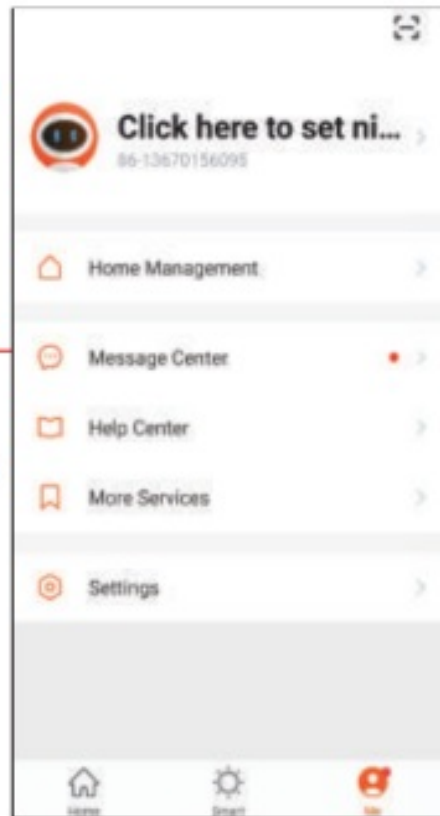 Click here to set ni...
86-13670156095
Home Management
Message Center
Help Center
More Services
Settings
Home
Smart
Me